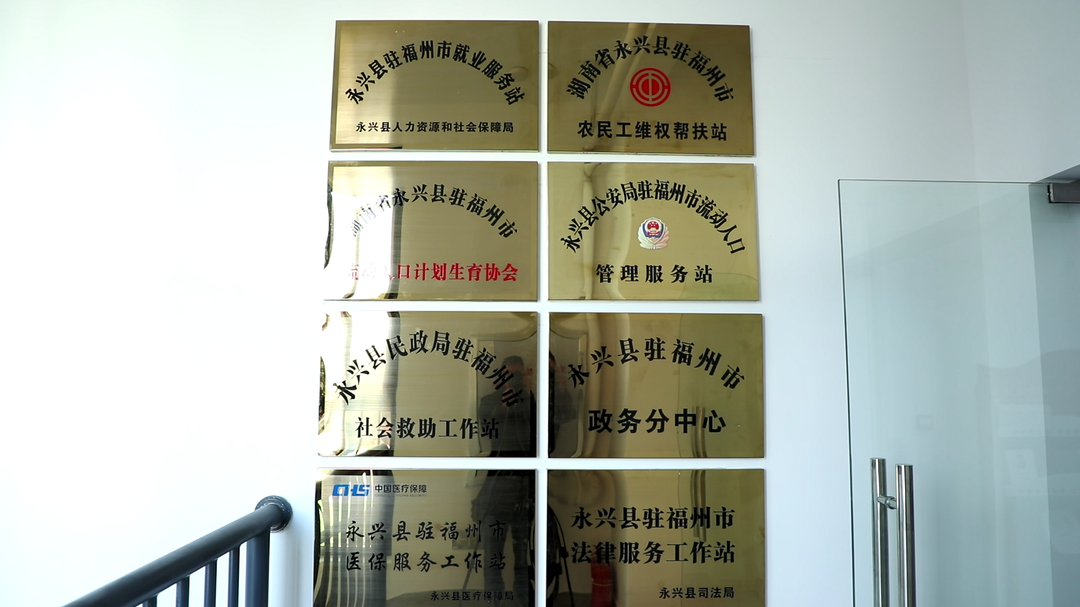 永兴县驻福州市就业服务站
永兴县人力资源和社会保障局
湖南省永兴县驻福州市
农民工维权帮扶站
湖南省永兴县驻福州市
流动人口计划生育协会
永兴县公安局驻福州市流动人口
管理服务站
永兴县民政局驻福州市
社会救助工作站
永兴县驻福州市
政务分中心
CHS 中国医疗保障
永兴县驻福州市
医保服务工作站
永兴县医疗保障局
永兴县驻福州市
法律服务工作站
永兴县司法局